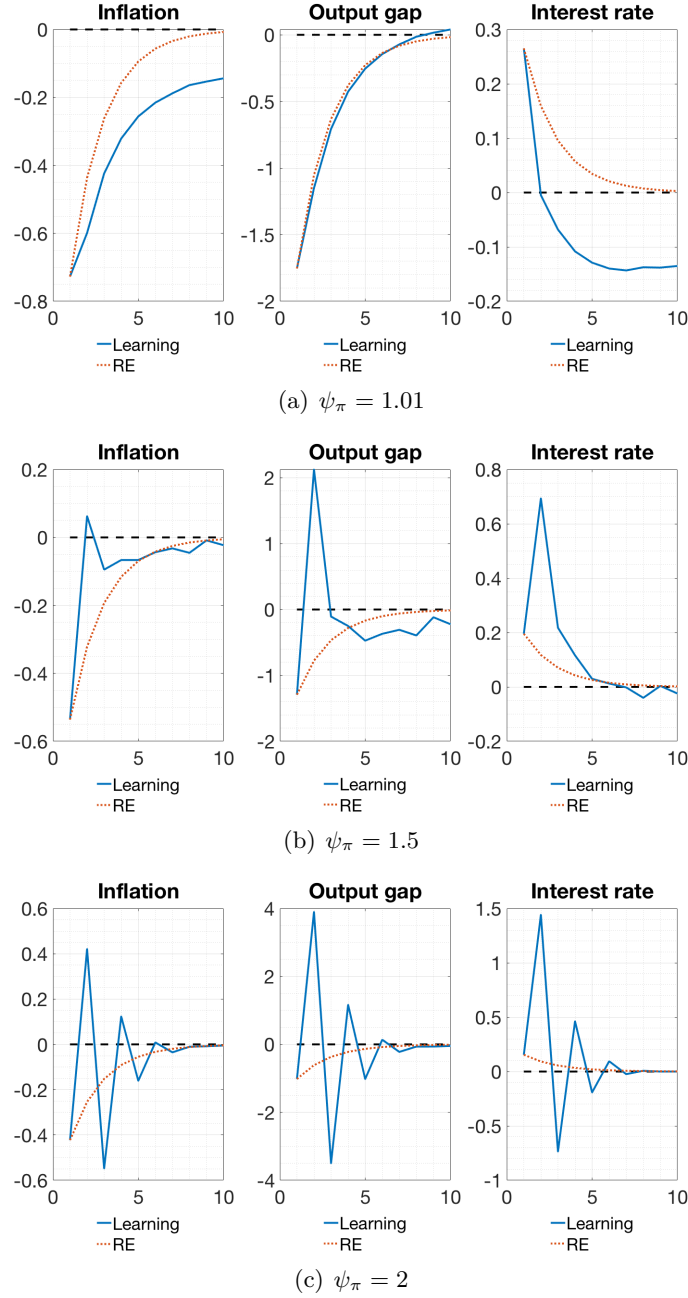 Inflation Output gap Interest rate
0 0 0.3
-0.2 -0.5 0.2
-0.4 -1 0.1
-0.6 -1.5 0
-0.8 -2 -0.1
-0.2
0 5 10 0 5 10 0 5 10
Learning Learning Learning
RE RE RE
(a) ψπ = 1.01
Inflation Output gap Interest rate
0.2 2 0.8
0 1 0.6
-0.2 0 0.4
-0.4 -1 0.2
-0.6 -2 0
-0.2
0 5 10 0 5 10 0 5 10
Learning Learning Learning
RE RE RE
(b) ψπ = 1.5
Inflation Output gap Interest rate
0.6 4 1.5
0.4 2 1
0.2 0 0.5
0 -2 0
-0.2 -4 -0.5
-0.4 -1
-0.6
0 5 10 0 5 10 0 5 10
Learning Learning Learning
RE RE RE
(c) ψπ = 2